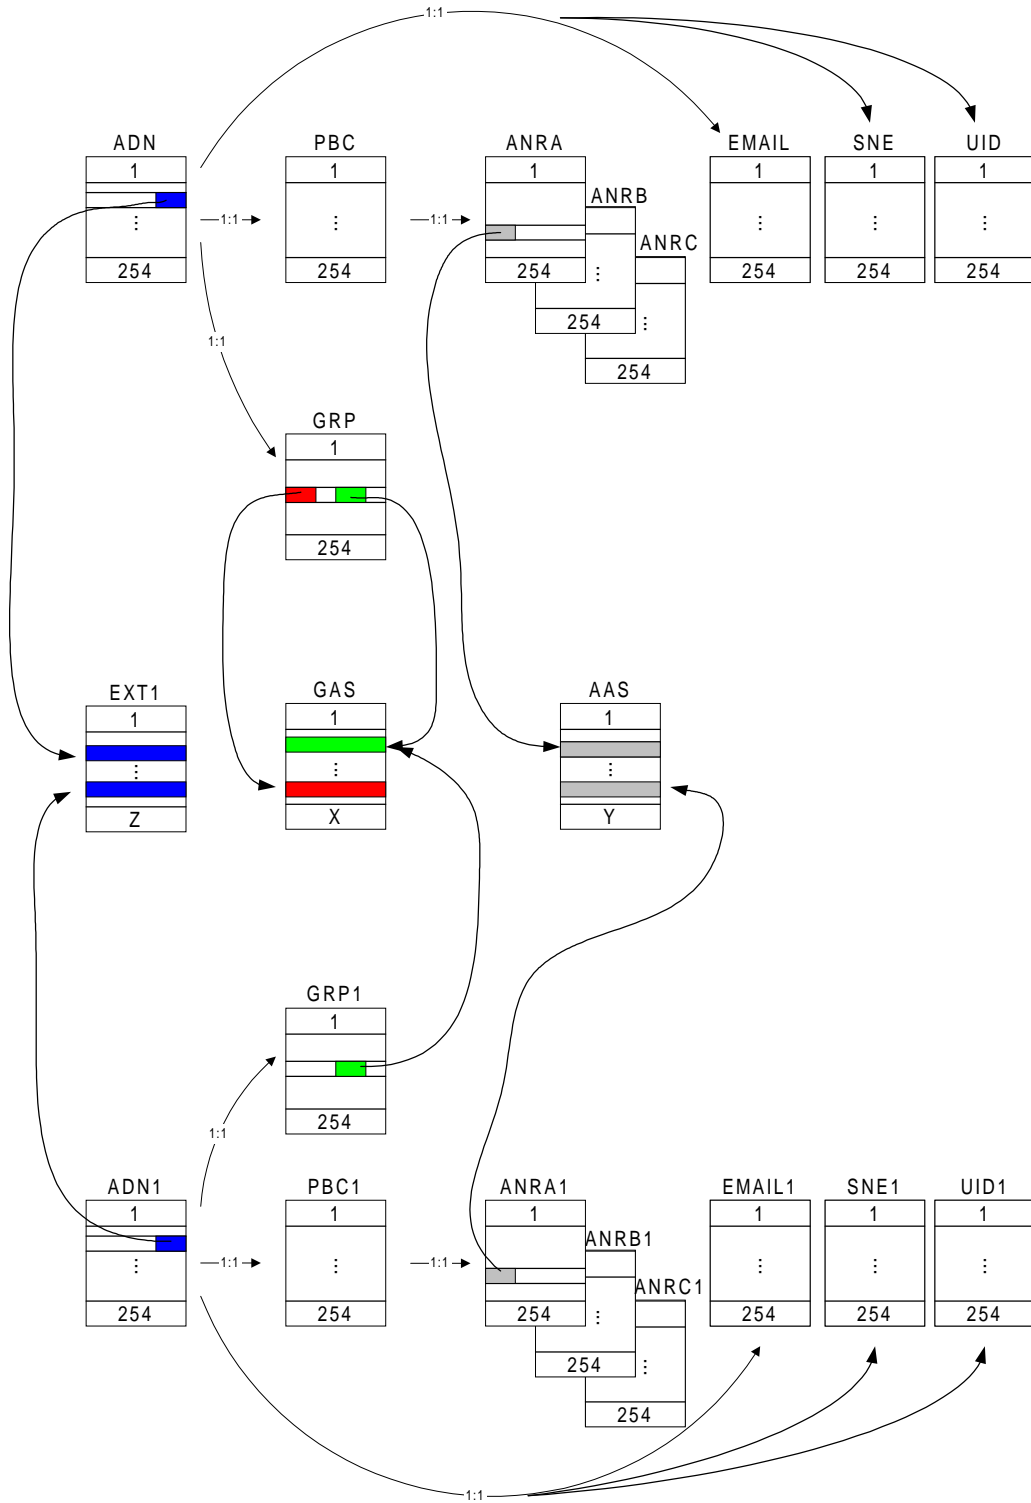 1:1
ADN PBC ANRA EMAIL SNE UID
1 1 1 1 1 1
ANRB
1:1 1:1
⋮ ⋮ ⋮ ⋮ ⋮
ANRC
254 254 254 254 254 254
⋮
254 ⋮
1:1
254
GRP
1
254
EXT1 GAS AAS
1 1 1
⋮ ⋮ ⋮
Z X Y
GRP1
1
254
1:1
ADN1 PBC1 ANRA1 EMAIL1 SNE1 UID1
1 1 1 1 1 1
ANRB1
1:1 1:1
⋮ ⋮ ⋮ ⋮ ⋮
ANRC1
254 254 254 254 254 254
⋮
254 ⋮
254
1:1